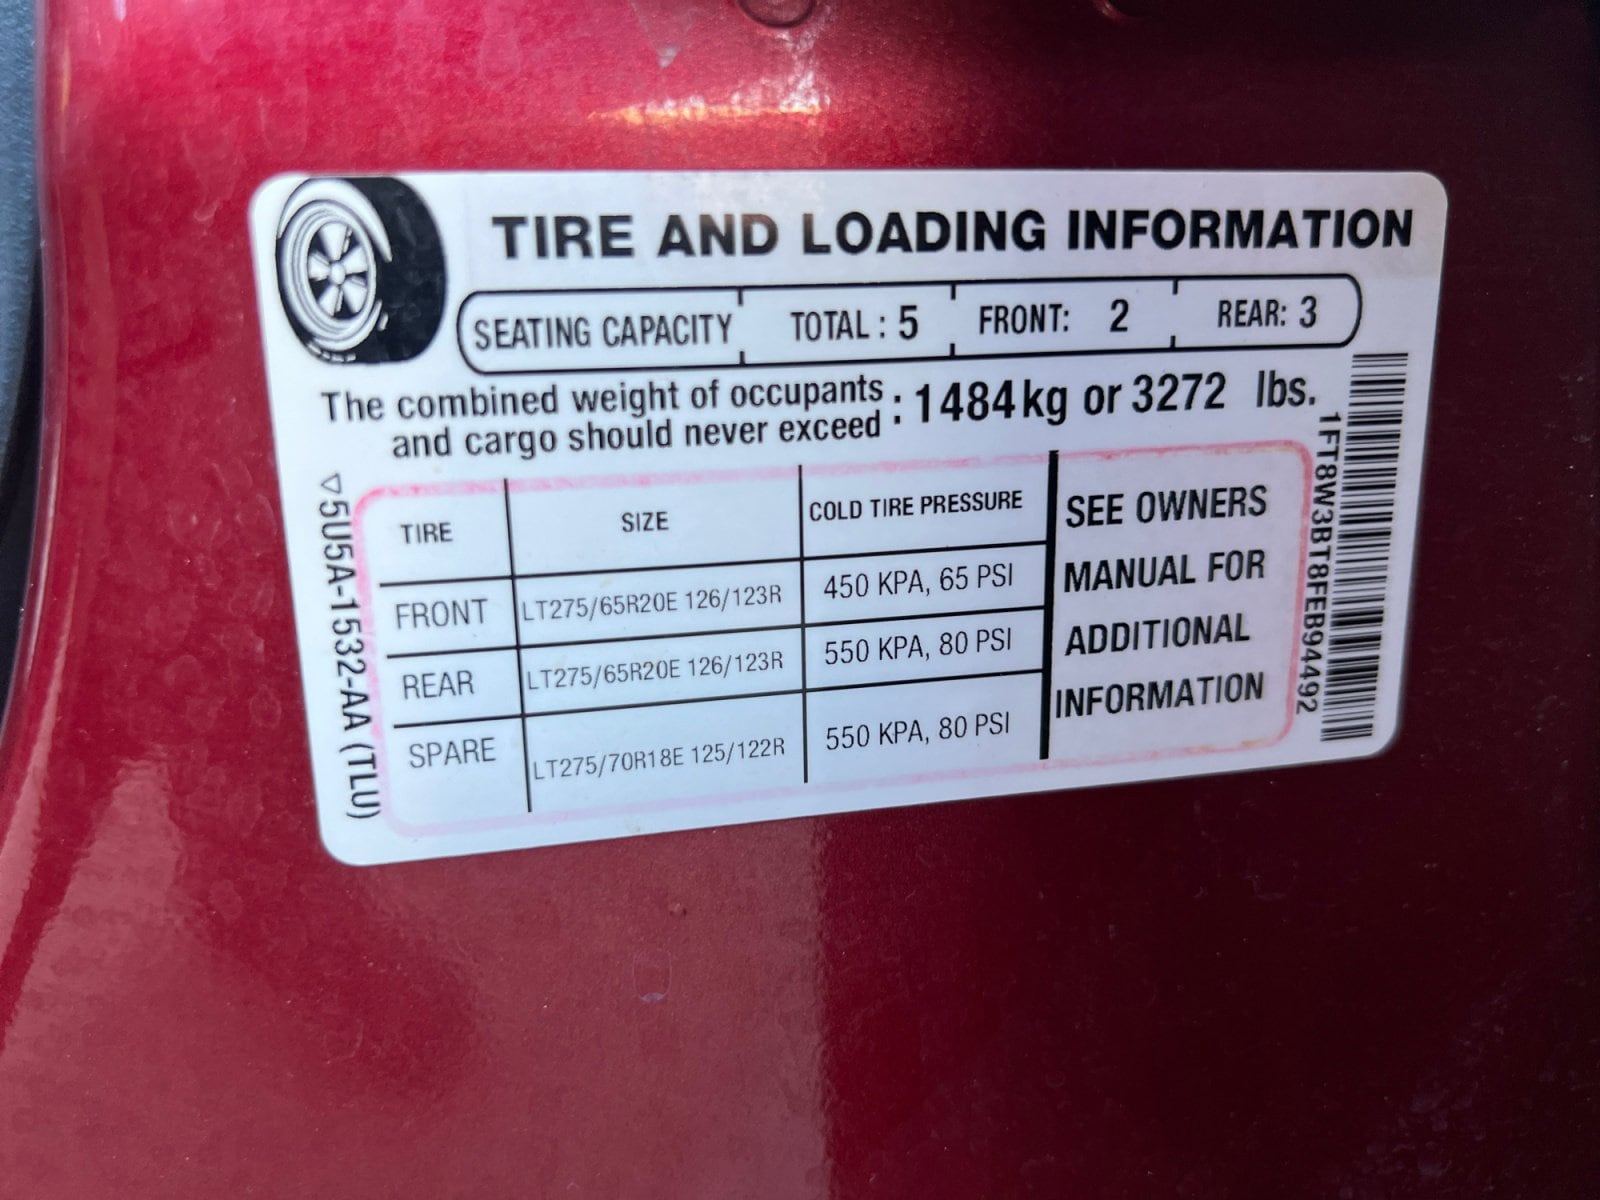 TIRE AND LOADING INFORMATION
SEATING CAPACITY TOTAL : 5 FRONT: 2 REAR: 3
The combined weight of occupants
and cargo should never exceed : 1484kg or 3272 lbs.
TIRE SIZE COLD TIRE PRESSURE
FRONT LT275/65R20E 126/123R 450 KPA, 65 PSI
REAR LT275/65R20E 126/123R 550 KPA, 80 PSI
SPARE LT275/70R18E 125/122R 550 KPA, 80 PSI
SEE OWNERS
MANUAL FOR
ADDITIONAL
INFORMATION
5U5A-1532-AA (TLU)
1FT8W3BT8FEB94492